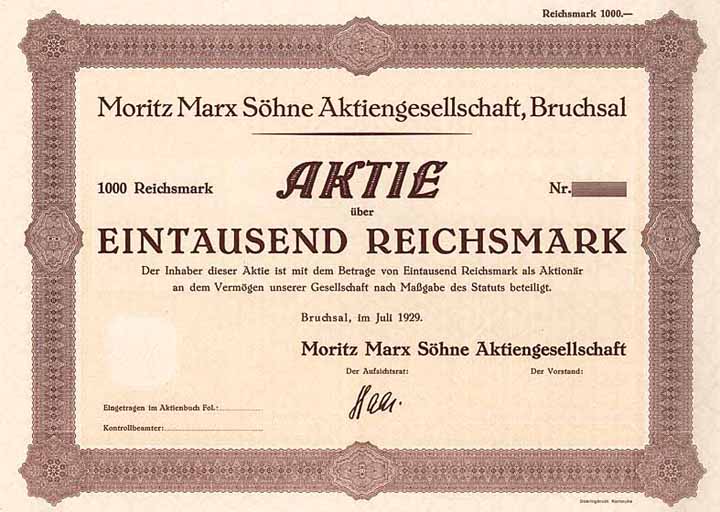 Reichsmark 1000.—
Moritz Marx Söhne Aktiengesellschaft, Bruchsal
AKTIE
1000 Reichsmark Nr.
über
EINTAUSEND REICHSMARK
Der Inhaber dieser Aktie ist mit dem Betrage von Eintausend Reichsmark als Aktionär
an dem Vermögen unserer Gesellschaft nach Maßgabe des Statuts beteiligt.
Bruchsal, im Juli 1929.
Moritz Marx Söhne Aktiengesellschaft
Der Aufsichtsrat: Der Vorstand:
Eingetragen im Aktienbuch Fol.:
Kontrollbeamter: